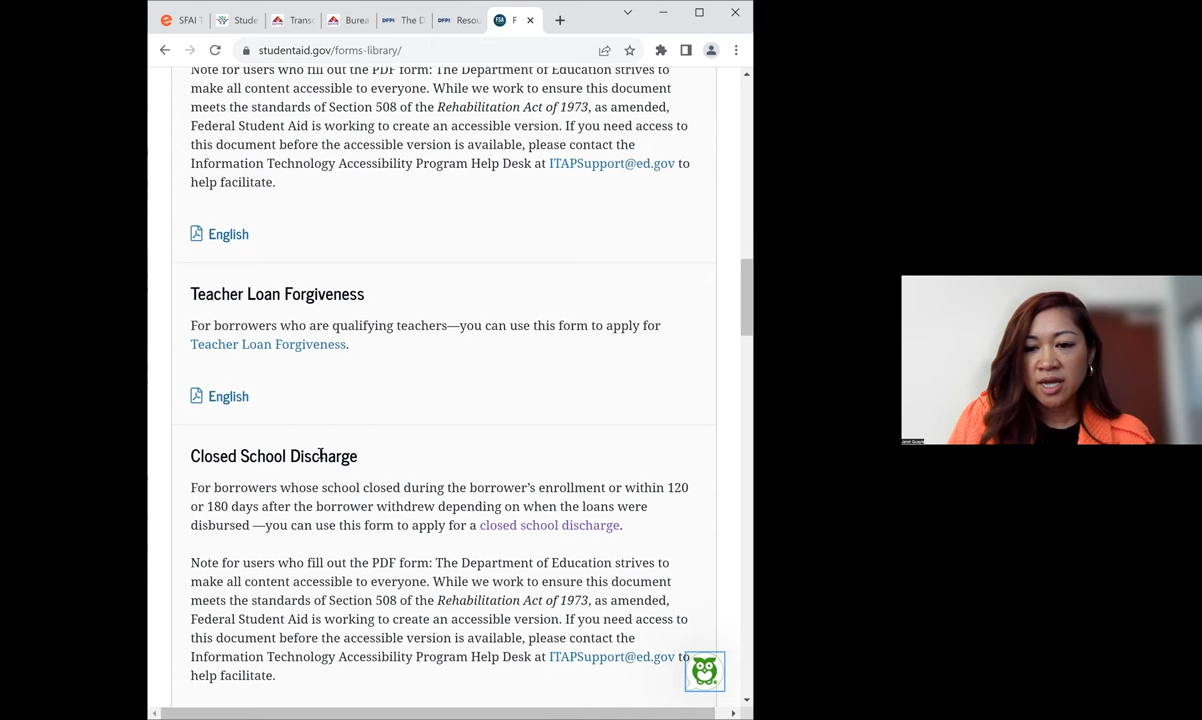 SFAI T
Stude
Transc
Burea
The D
Resou
F
studentaid.gov/forms-library/
Note for users who fill out the PDF form: The Department of Education strives to
make all content accessible to everyone. While we work to ensure this document
meets the standards of Section 508 of the Rehabilitation Act of 1973, as amended,
Federal Student Aid is working to create an accessible version. If you need access to
this document before the accessible version is available, please contact the
Information Technology Accessibility Program Help Desk at ITAPSupport@ed.gov to
help facilitate.
English
Teacher Loan Forgiveness
For borrowers who are qualifying teachers—you can use this form to apply for
Teacher Loan Forgiveness.
English
Closed School Discharge
For borrowers whose school closed during the borrower’s enrollment or within 120
or 180 days after the borrower withdrew depending on when the loans were
disbursed —you can use this form to apply for a closed school discharge.
Note for users who fill out the PDF form: The Department of Education strives to
make all content accessible to everyone. While we work to ensure this document
meets the standards of Section 508 of the Rehabilitation Act of 1973, as amended,
Federal Student Aid is working to create an accessible version. If you need access to
this document before the accessible version is available, please contact the
Information Technology Accessibility Program Help Desk at ITAPSupport@ed.gov to
help facilitate.